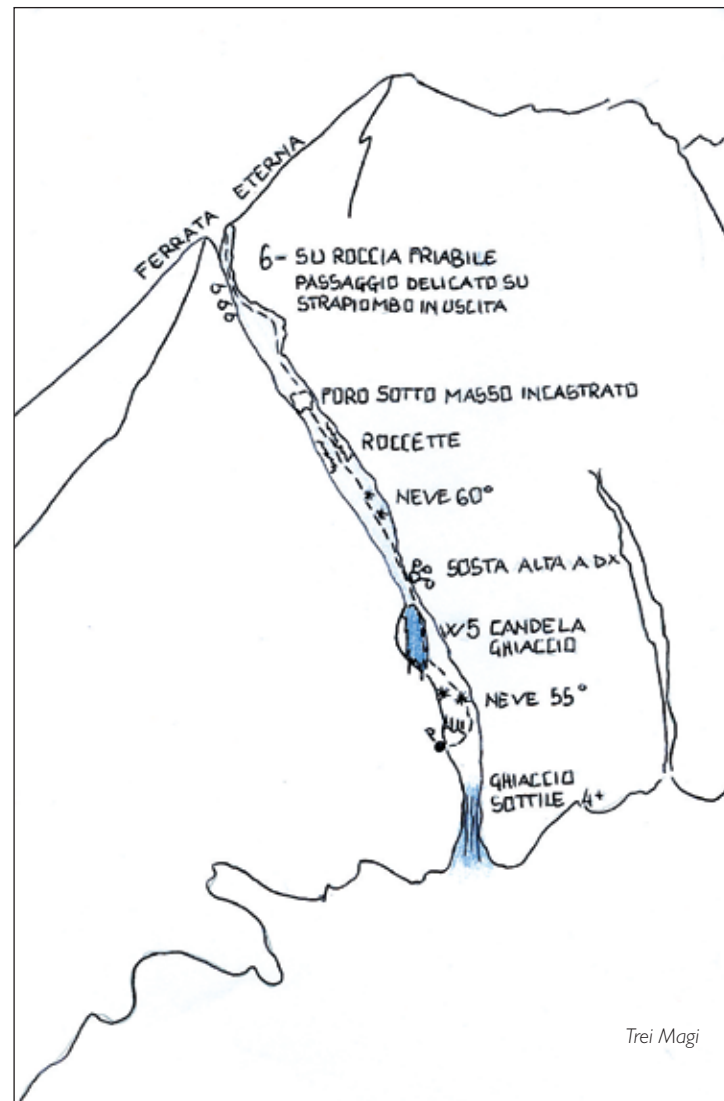 FERRATA ETERNA
6- SU ROCCIA FRIABILE
PASSAGGIO DELICATO SU
STRAPIOMBO IN USCITA
FORO SOTTO MASSO INCASTRATO
ROCCETTE
NEVE 60°
SOSTA ALTA A DX
X/5 CANDELA
GHIACCIO
NEVE 55°
P
GHIACCIO
SOTTILE 4+
Trei Magi